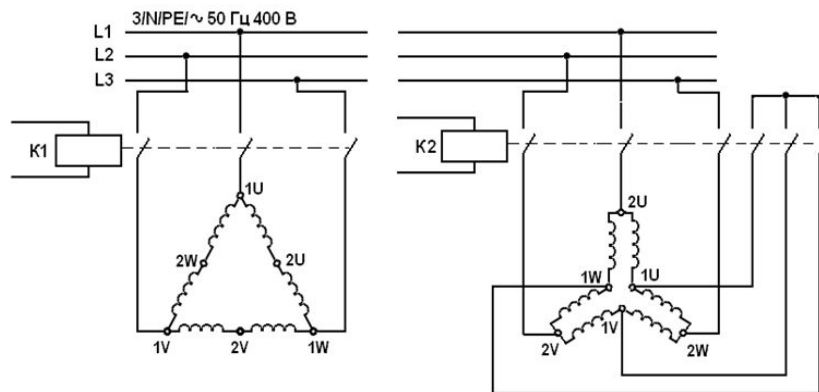 3/N/PE/~ 50 Гц 400 В
L1
L2
L3
K1
K2
1U
2W
2U
1V
2V
1W
2U
1W
1U
1V
2V
2W